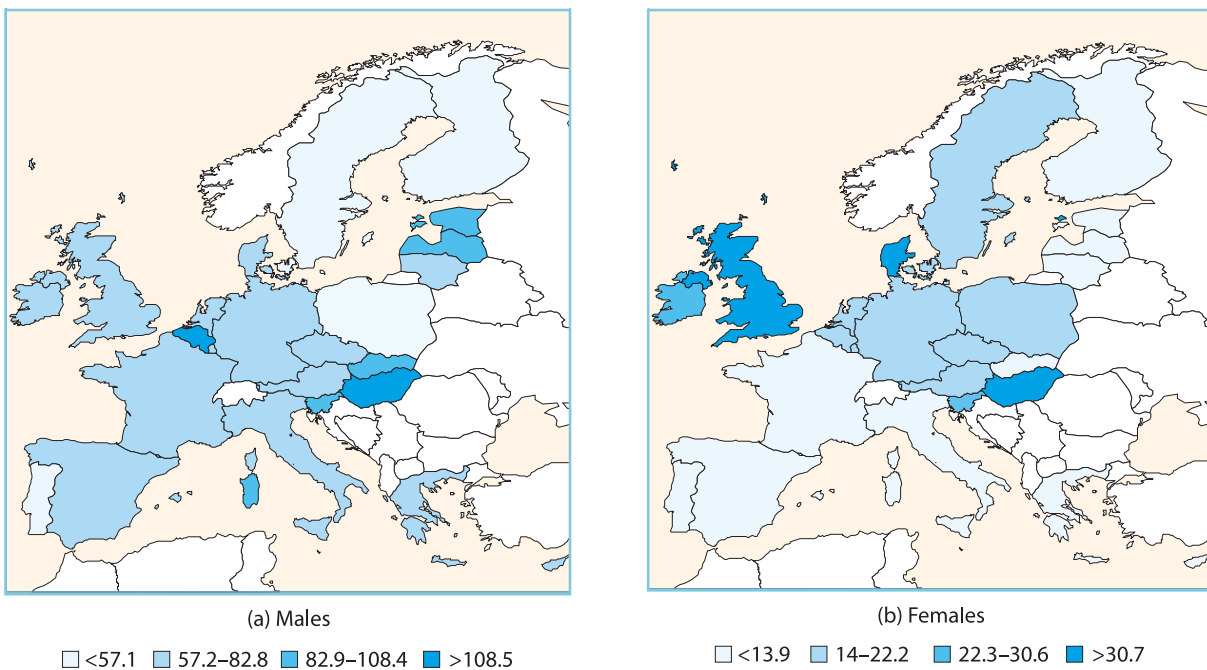 (a) Males
<57.1 57.2–82.8 82.9–108.4 >108.5
(b) Females
<13.9 14–22.2 22.3–30.6 >30.7